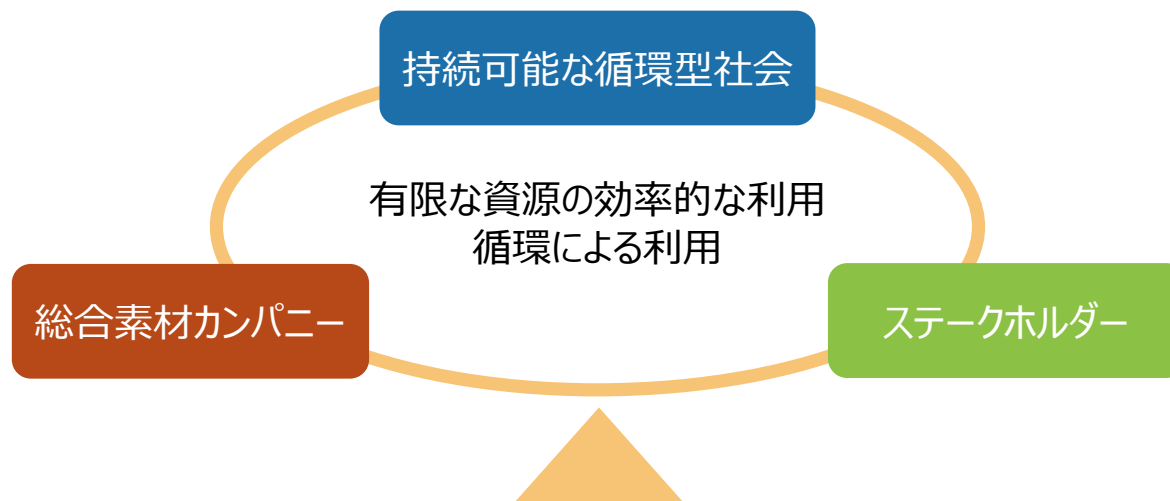 持続可能な循環型社会
有限な資源の効率的な利用
循環による利用
総合素材カンパニー
ステークホルダー